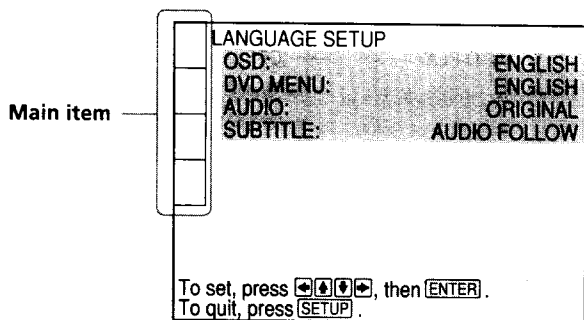 LANGUAGE SETUP
OSD: ENGLISH
DVD MENU: ENGLISH
Main item
AUDIO: ORIGINAL
SUBTITLE: AUDIO FOLLOW
To set, press ←↑↓→, then ENTER.
To quit, press SETUP.